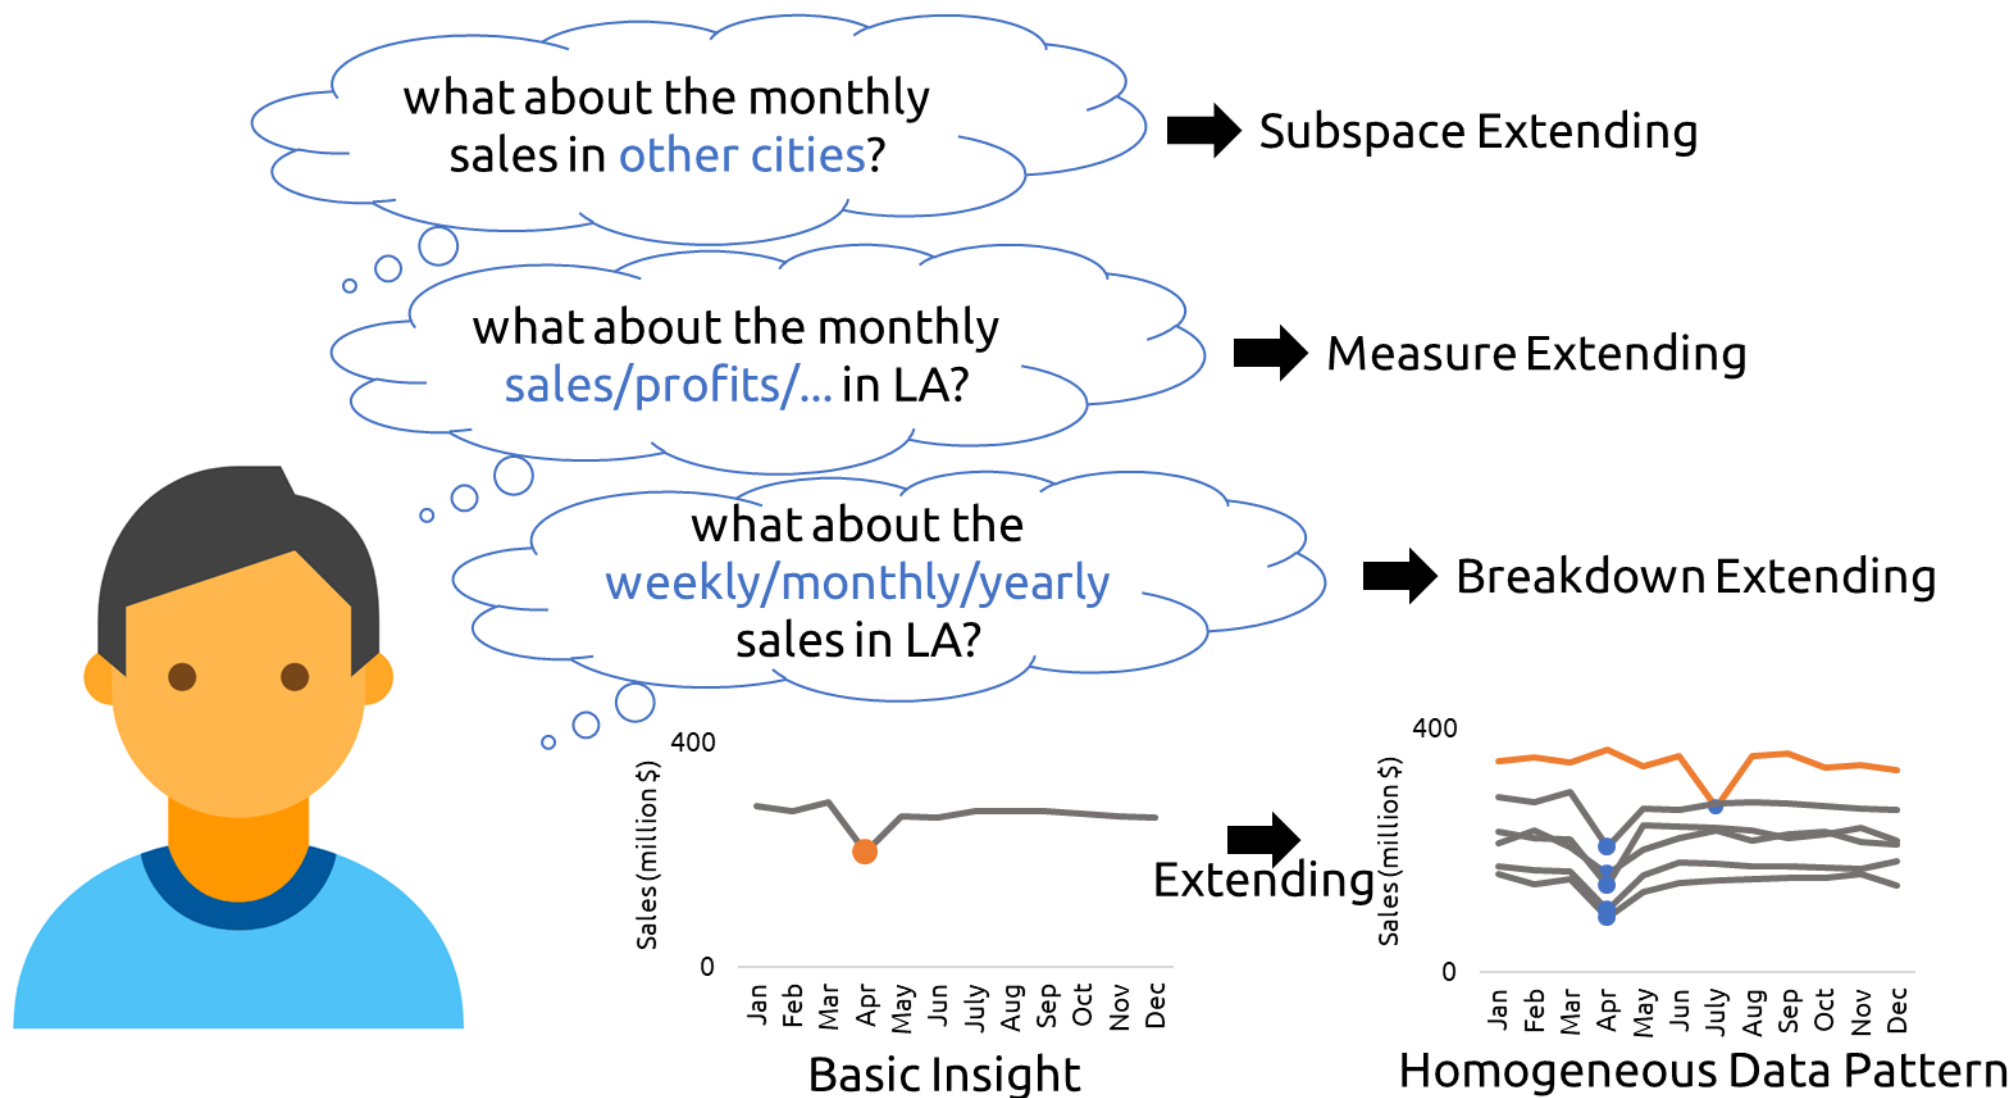 what about the monthly
sales in other cities?
Subspace Extending
what about the monthly
sales/profits/... in LA?
Measure Extending
what about the
weekly/monthly/yearly
sales in LA?
Breakdown Extending
400
Sales (million $)
0
Jan
Feb
Mar
Apr
May
Jun
July
Aug
Sep
Oct
Nov
Dec
Basic Insight
Extending
400
Sales (million $)
0
Jan
Feb
Mar
Apr
May
Jun
July
Aug
Sep
Oct
Nov
Dec
Homogeneous Data Pattern